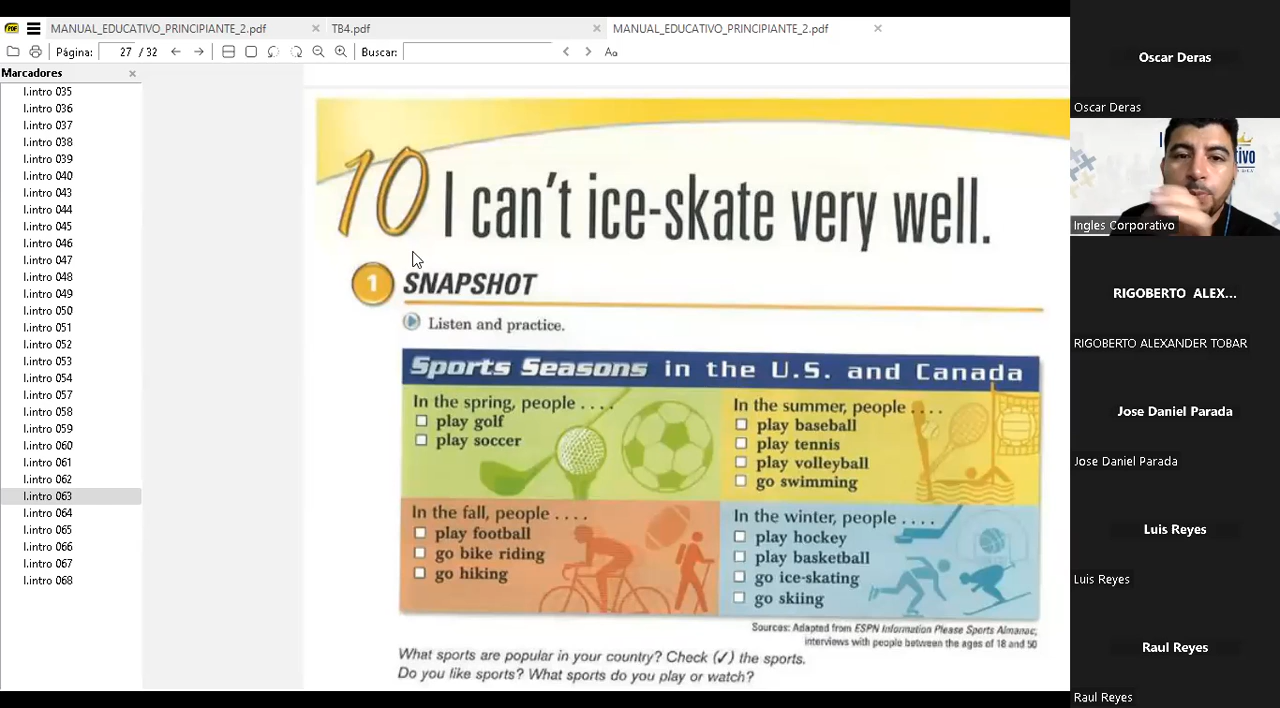 MANUAL_EDUCATIVO_PRINCIPIANTE_2.pdf
TB4.pdf
MANUAL_EDUCATIVO_PRINCIPIANTE_2.pdf
Página: 27 / 32
Buscar:
Aa
Marcadores
I.intro 035
I.intro 036
I.intro 037
I.intro 038
I.intro 039
I.intro 040
I.intro 043
I.intro 044
I.intro 045
I.intro 046
I.intro 047
I.intro 048
I.intro 049
I.intro 050
I.intro 051
I.intro 052
I.intro 053
I.intro 054
I.intro 057
I.intro 058
I.intro 059
I.intro 060
I.intro 061
I.intro 062
I.intro 063
I.intro 064
I.intro 065
I.intro 066
I.intro 067
I.intro 068
10 I can't ice-skate very well.
1 SNAPSHOT
Listen and practice.
Sports Seasons in the U.S. and Canada
In the spring, people . . . .
play golf
play soccer
In the summer, people . . . .
play baseball
play tennis
play volleyball
go swimming
In the fall, people . . . .
play football
go bike riding
go hiking
In the winter, people . . . .
play hockey
play basketball
go ice-skating
go skiing
Sources: Adapted from ESPN Information Please Sports Almanac;
interviews with people between the ages of 18 and 50
What sports are popular in your country? Check (✓) the sports.
Do you like sports? What sports do you play or watch?
Oscar Deras
Oscar Deras
Ingles Corporativo
RIGOBERTO ALEX...
RIGOBERTO ALEXANDER TOBAR
Jose Daniel Parada
Jose Daniel Parada
Luis Reyes
Luis Reyes
Raul Reyes
Raul Reyes